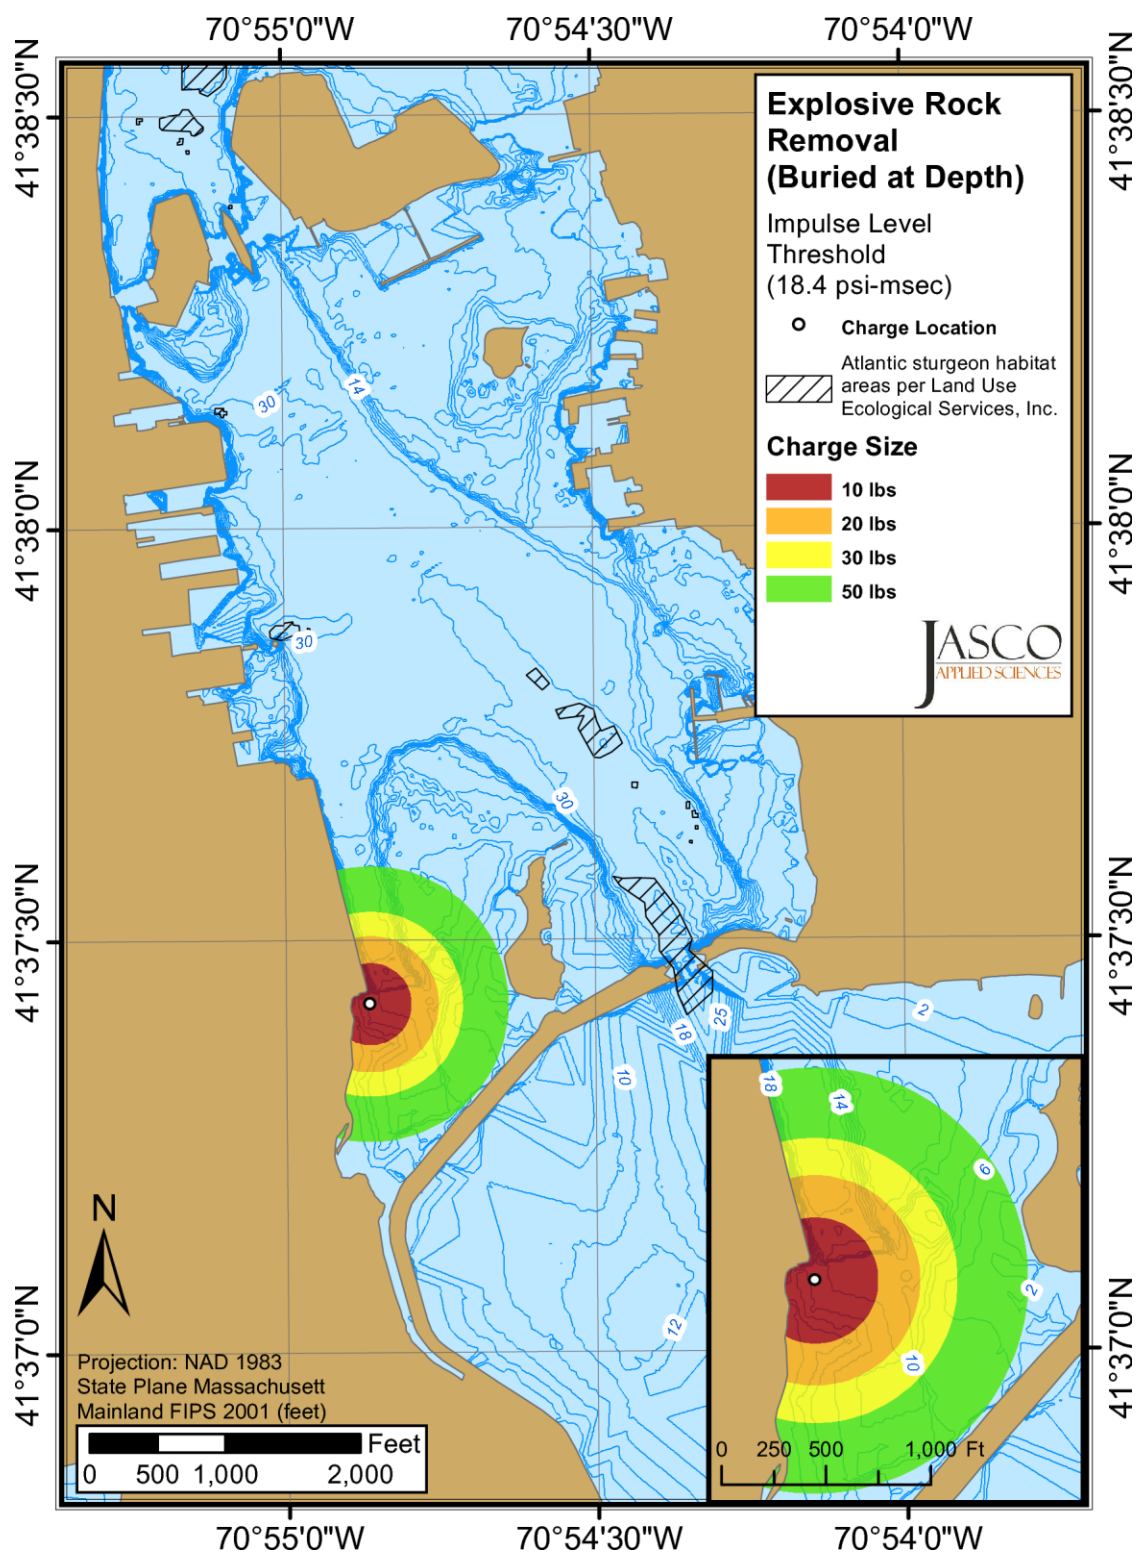 70°55'0"W 70°54'30"W 70°54'0"W
41°38'30"N
41°38'30"N
Explosive Rock
Removal
(Buried at Depth)
Impulse Level
Threshold
(18.4 psi-msec)
Charge Location
Atlantic sturgeon habitat
areas per Land Use
Ecological Services, Inc.
Charge Size
10 lbs
20 lbs
30 lbs
50 lbs
JASCO
APPLIED SCIENCES
14
30
41°38'0"N
41°38'0"N
30
30
41°37'30"N
41°37'30"N
2
25
18
10
12
18
14
6
2
10
41°37'0"N
41°37'0"N
N
Projection: NAD 1983
State Plane Massachusett
Mainland FIPS 2001 (feet)
Feet
0 500 1,000 2,000
0 250 500 1,000 Ft
70°55'0"W 70°54'30"W 70°54'0"W